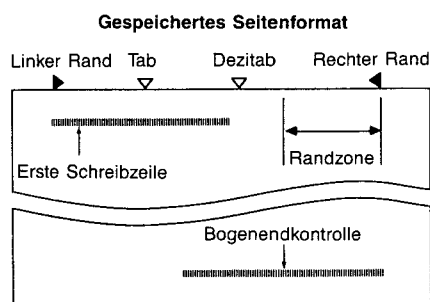 Gespeichertes Seitenformat
Linker Rand Tab Dezitab Rechter Rand
Randzone
Erste Schreibzeile
Bogenendkontrolle